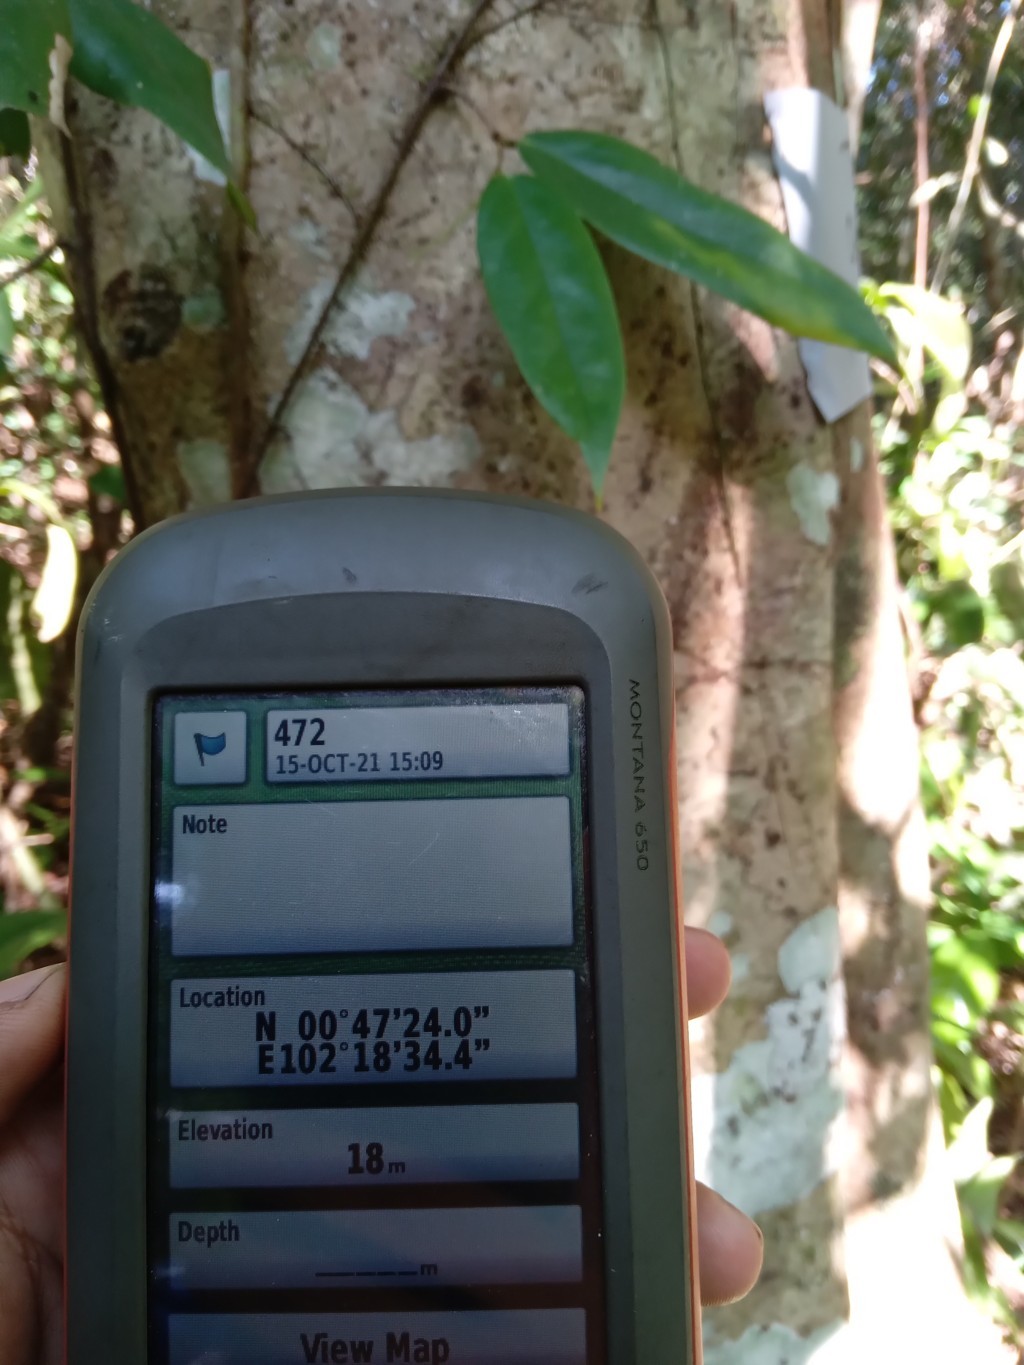 472
15-OCT-21 15:09
MONTANA 650
Note
Location
N 00°47'24.0"
E102°18'34.4"
Elevation
18m
Depth
____m
View Map